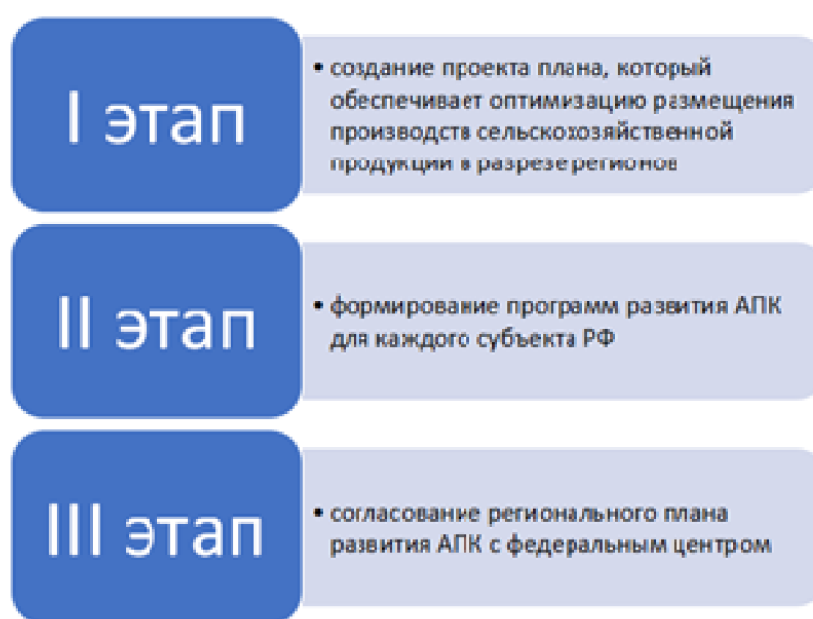 I этап
• создание проекта плана, который
обеспечивает оптимизацию размещения
производств сельскохозяйственной
продукции в разрезе регионов
II этап
• формирование программ развития АПК
для каждого субъекта РФ
III этап
• согласование регионального плана
развития АПК с федеральным центром